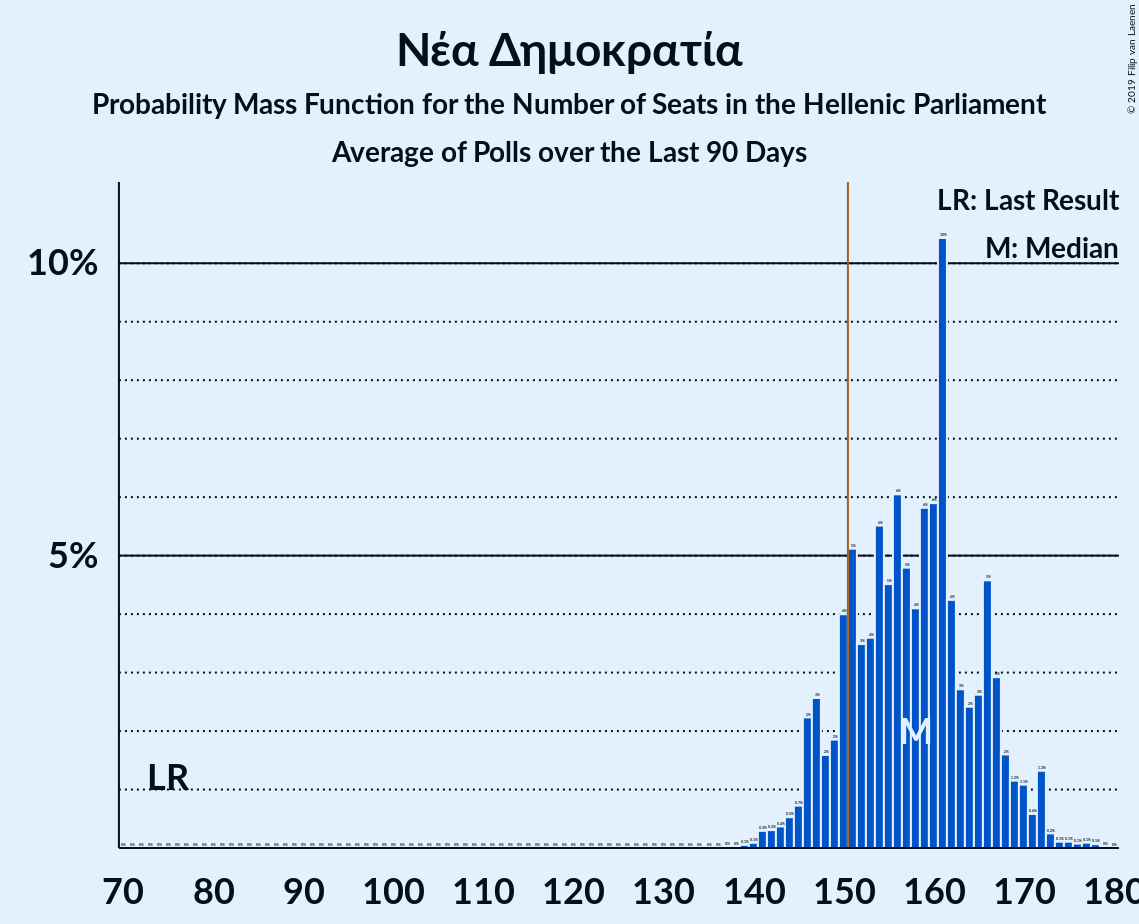 Νέα Δημοκρατία
Probability Mass Function for the Number of Seats in the Hellenic Parliament
Average of Polls over the Last 90 Days
© 2019 Filip van Laenen
LR: Last Result
M: Median
10%
5%
LR
M
70 80 90 100 110 120 130 140 150 160 170 180